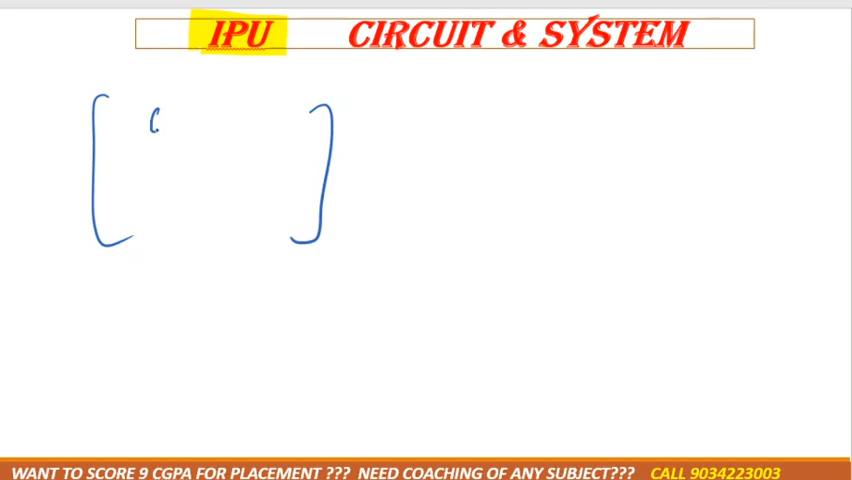 IPU CIRCUIT & SYSTEM
WANT TO SCORE 9 CGPA FOR PLACEMENT ??? NEED COACHING OF ANY SUBJECT??? CALL 9034223003